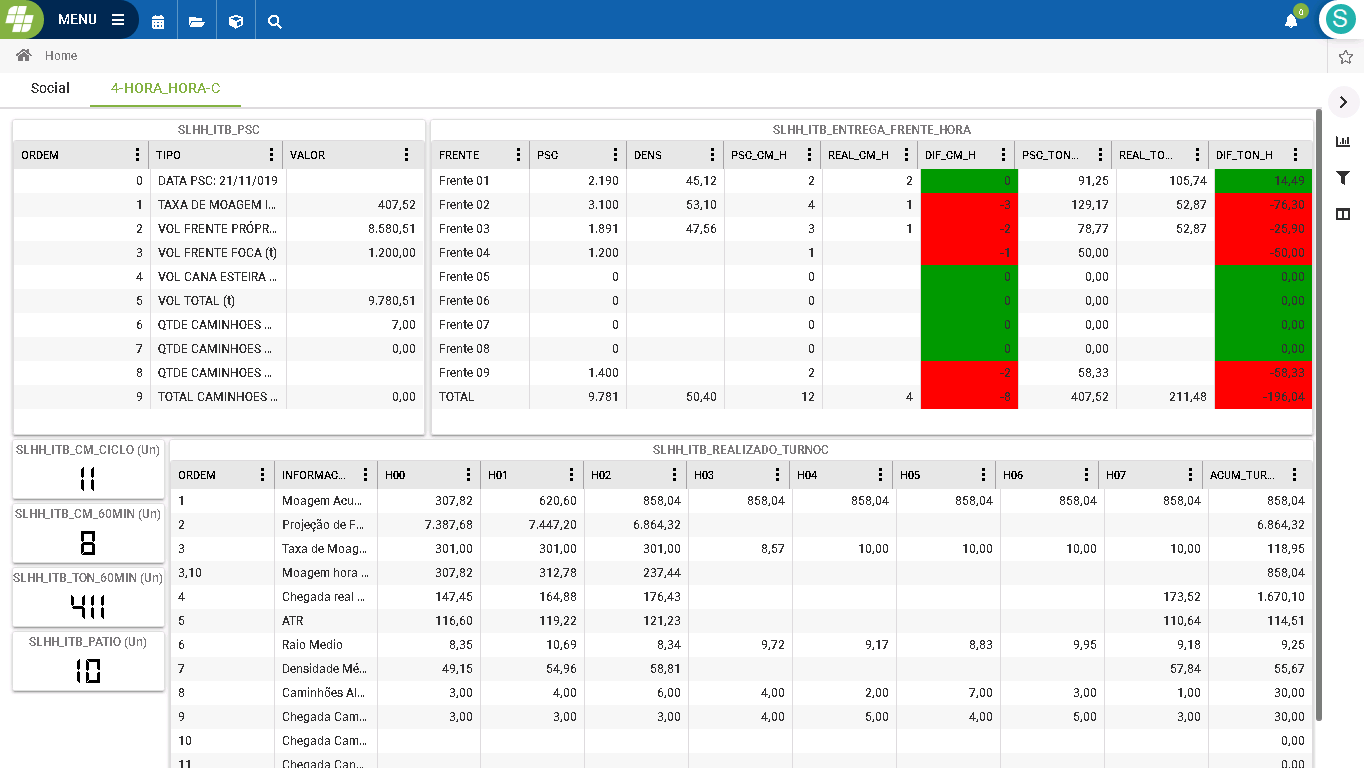 MENU
0
S
Home
Social 4-HORA_HORA-C
SLHH_ITB_PSC
ORDEM TIPO VALOR
0 DATA PSC: 21/11/019
1 TAXA DE MOAGEM I... 407,52
2 VOL FRENTE PRÓPR... 8.580,51
3 VOL FRENTE FOCA (t) 1.200,00
4 VOL CANA ESTEIRA ...
5 VOL TOTAL (t) 9.780,51
6 QTDE CAMINHOES ... 7,00
7 QTDE CAMINHOES ... 0,00
8 QTDE CAMINHOES ...
9 TOTAL CAMINHOES ... 0,00
SLHH_ITB_ENTREGA_FRENTE_HORA
FRENTE PSC DENS PSC_CM_H REAL_CM_H DIF_CM_H PSC_TON... REAL_TO... DIF_TON_H
Frente 01 2.190 45,12 2 2 0 91,25 105,74 14,49
Frente 02 3.100 53,10 4 1 -3 129,17 52,87 -76,30
Frente 03 1.891 47,56 3 1 -2 78,77 52,87 -25,90
Frente 04 1.200 1 -1 50,00 -50,00
Frente 05 0 0 0 0,00 0,00
Frente 06 0 0 0 0,00 0,00
Frente 07 0 0 0 0,00 0,00
Frente 08 0 0 0 0,00 0,00
Frente 09 1.400 2 -2 58,33 -58,33
TOTAL 9.781 50,40 12 4 -8 407,52 211,48 -196,04
SLHH_ITB_CM_CICLO (Un)
11
SLHH_ITB_CM_60MIN (Un)
8
SLHH_ITB_TON_60MIN (Un)
411
SLHH_ITB_PATIO (Un)
10
SLHH_ITB_REALIZADO_TURNOC
ORDEM INFORMAC... H00 H01 H02 H03 H04 H05 H06 H07 ACUM_TUR...
1 Moagem Acu... 307,82 620,60 858,04 858,04 858,04 858,04 858,04 858,04 858,04
2 Projeção de F... 7.387,68 7.447,20 6.864,32 6.864,32
3 Taxa de Moag... 301,00 301,00 301,00 8,57 10,00 10,00 10,00 10,00 118,95
3,10 Moagem hora ... 307,82 312,78 237,44 858,04
4 Chegada real ... 147,45 164,88 176,43 173,52 1.670,10
5 ATR 116,60 119,22 121,23 110,64 114,51
6 Raio Medio 8,35 10,69 8,34 9,72 9,17 8,83 9,95 9,18 9,25
7 Densidade Mé... 49,15 54,96 58,81 57,84 55,67
8 Caminhões Al... 3,00 4,00 6,00 4,00 2,00 7,00 3,00 1,00 30,00
9 Chegada Cam... 3,00 3,00 3,00 4,00 5,00 4,00 5,00 3,00 30,00
10 Chegada Cam... 0,00
11 Chegada Can... 0,00